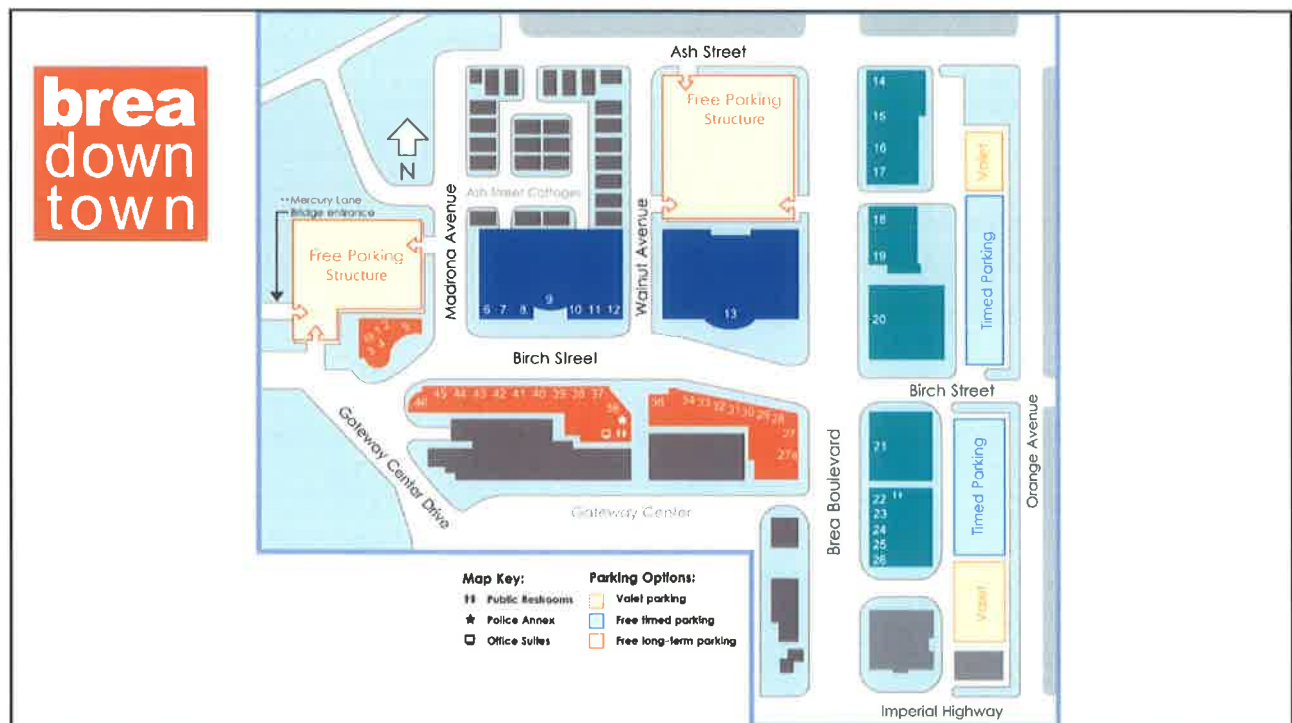 brea
down
town
Ash Street
Free Parking
Structure
14
15
16
17
Valet
N
Ash Street Cottages
Madrona Avenue
Walnut Avenue
**Mercury Lane
Bridge entrance
Free Parking
Structure
18
19
20
Timed Parking
6 7 8 9 10 11 12
13
1 2
3 4
5
Birch Street
Birch Street
46 45 44 43 42 41 40 39 38 37
36
35 34 33 32 31 30 29 28
27
27a
Gateway Center Drive
Gateway Center
Brea Boulevard
Orange Avenue
21
22
23
24
25
26
Timed Parking
Valet
Map Key:
Public Restrooms
Police Annex
Office Suites
Parking Options:
Valet parking
Free timed parking
Free long-term parking
Imperial Highway